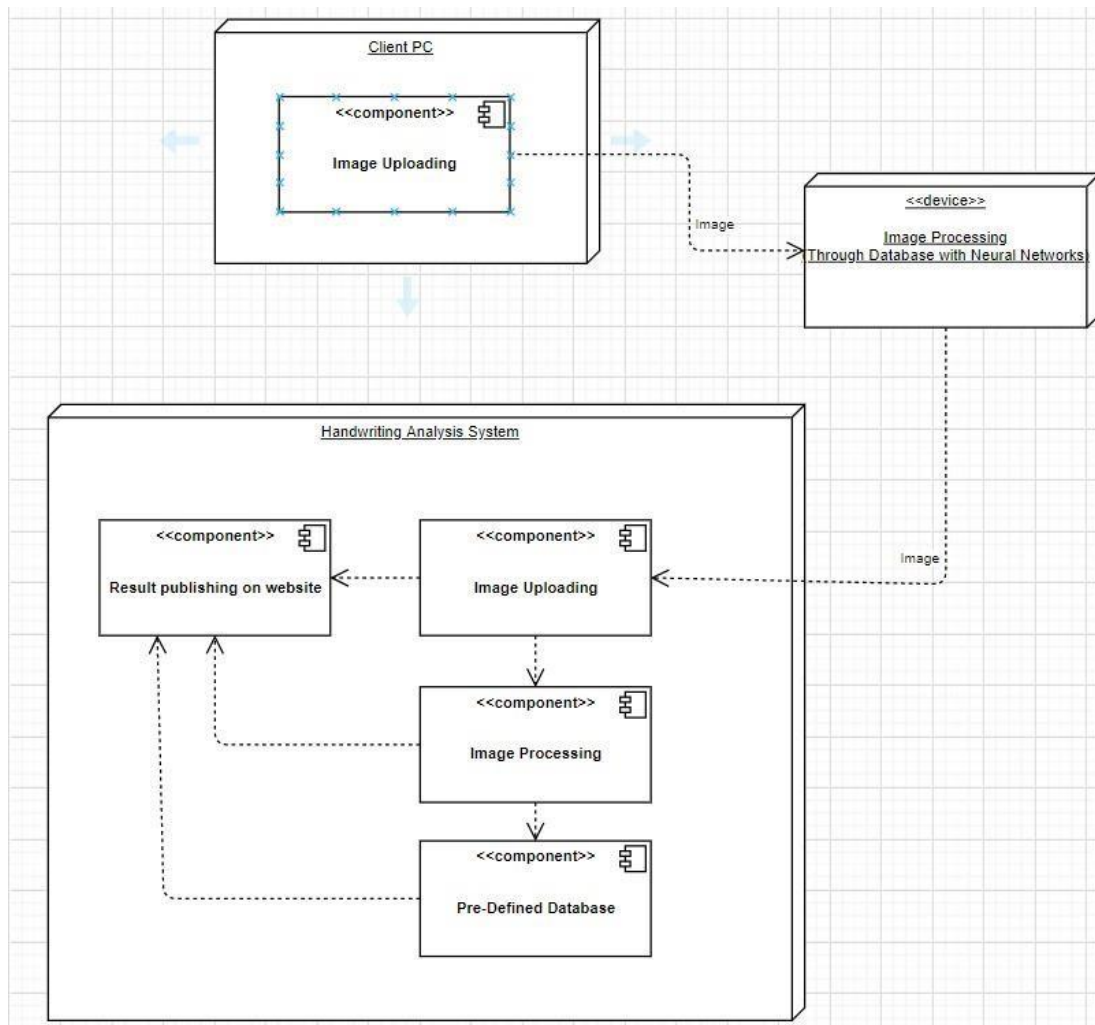 Client PC
<<component>>
Image Uploading
Image
<<device>>
Image Processing
(Through Database with Neural Networks)
Image
Handwriting Analysis System
<<component>>
Result publishing on website
<<component>>
Image Uploading
<<component>>
Image Processing
<<component>>
Pre-Defined Database